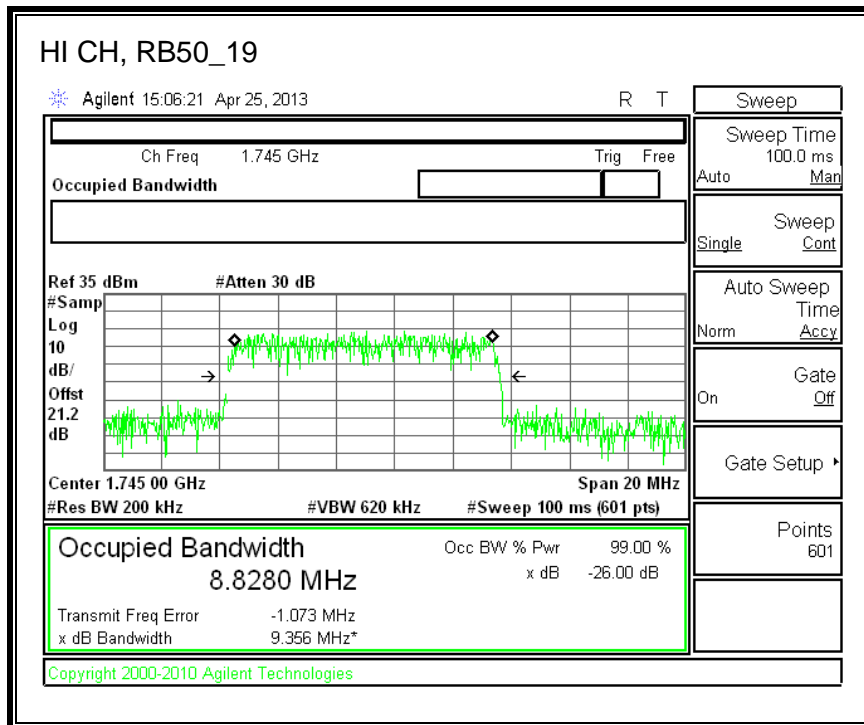 HI CH, RB50_19
Agilent 15:06:21 Apr 25, 2013 R T
Ch Freq 1.745 GHz Trig Free
Occupied Bandwidth
Ref 35 dBm #Atten 30 dB
#Samp
Log
10
dB/
Offst
21.2
dB
Center 1.745 00 GHz Span 20 MHz
#Res BW 200 kHz #VBW 620 kHz #Sweep 100 ms (601 pts)
Occupied Bandwidth Occ BW % Pwr 99.00 %
8.8280 MHz x dB -26.00 dB
Transmit Freq Error -1.073 MHz
x dB Bandwidth 9.356 MHz*
Copyright 2000-2010 Agilent Technologies
Sweep
Sweep Time
100.0 ms
Auto Man
Sweep
Single Cont
Auto Sweep
Time
Norm Accy
Gate
On Off
Gate Setup
Points
601